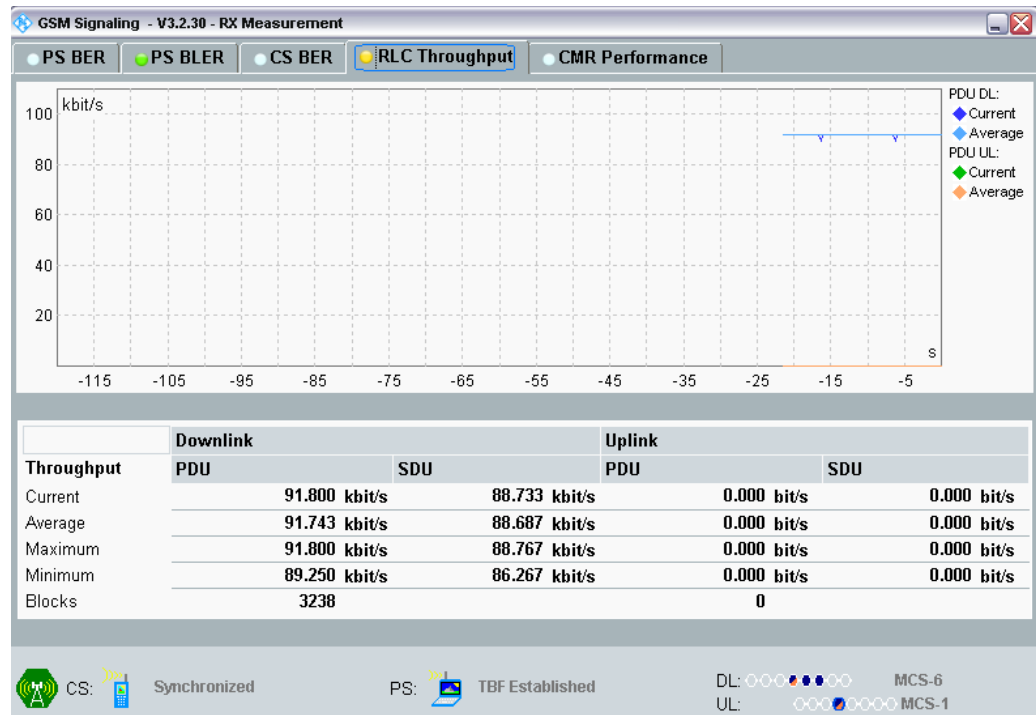 GSM Signaling - V3.2.30 - RX Measurement
PS BER PS BLER CS BER RLC Throughput CMR Performance
kbit/s
100
80
60
40
20
s
-115 -105 -95 -85 -75 -65 -55 -45 -35 -25 -15 -5
PDU DL:
Current
Average
PDU UL:
Current
Average
Downlink Uplink
Throughput PDU SDU PDU SDU
Current 91.800 kbit/s 88.733 kbit/s 0.000 bit/s 0.000 bit/s
Average 91.743 kbit/s 88.687 kbit/s 0.000 bit/s 0.000 bit/s
Maximum 91.800 kbit/s 88.767 kbit/s 0.000 bit/s 0.000 bit/s
Minimum 89.250 kbit/s 86.267 kbit/s 0.000 bit/s 0.000 bit/s
Blocks 3238 0
CS: Synchronized PS: TBF Established DL: MCS-6
UL: MCS-1